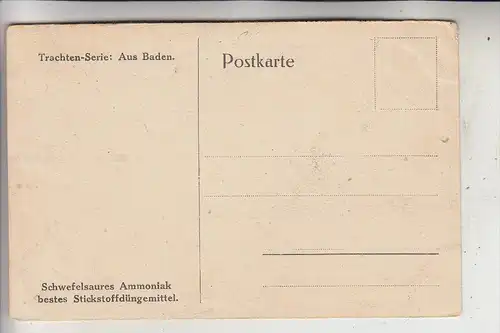 Trachten-Serie: Aus Baden.
Postkarte
Schwefelsaures Ammoniak
bestes Stickstoffdüngemittel.